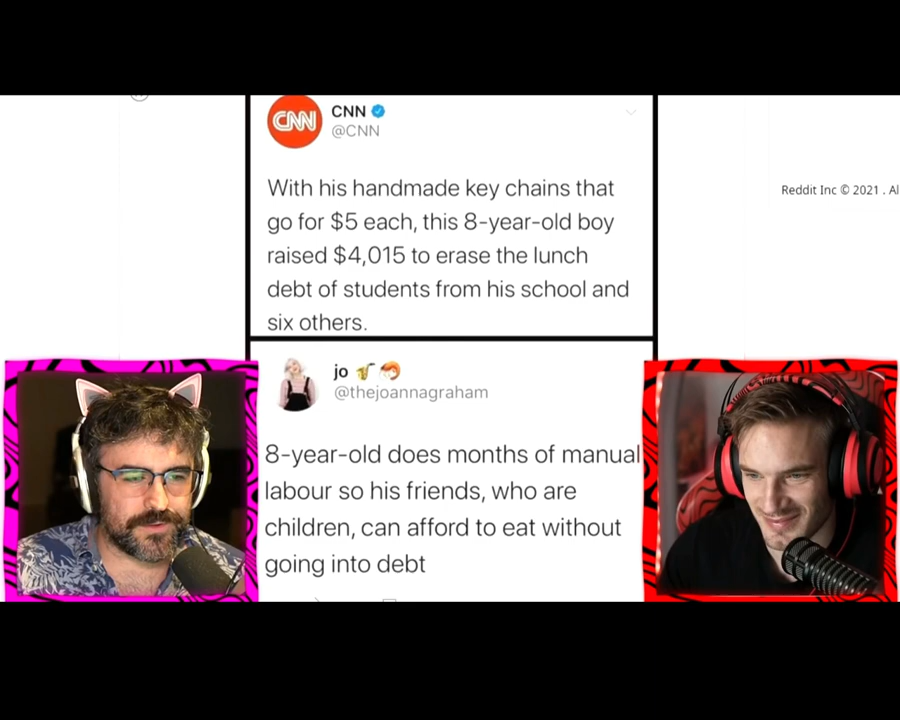 CNN
CNN
@CNN
With his handmade key chains that
go for $5 each, this 8-year-old boy
raised $4,015 to erase the lunch
debt of students from his school and
six others.
Reddit Inc © 2021 . Al
jo
@thejoannagraham
8-year-old does months of manual
labour so his friends, who are
children, can afford to eat without
going into debt